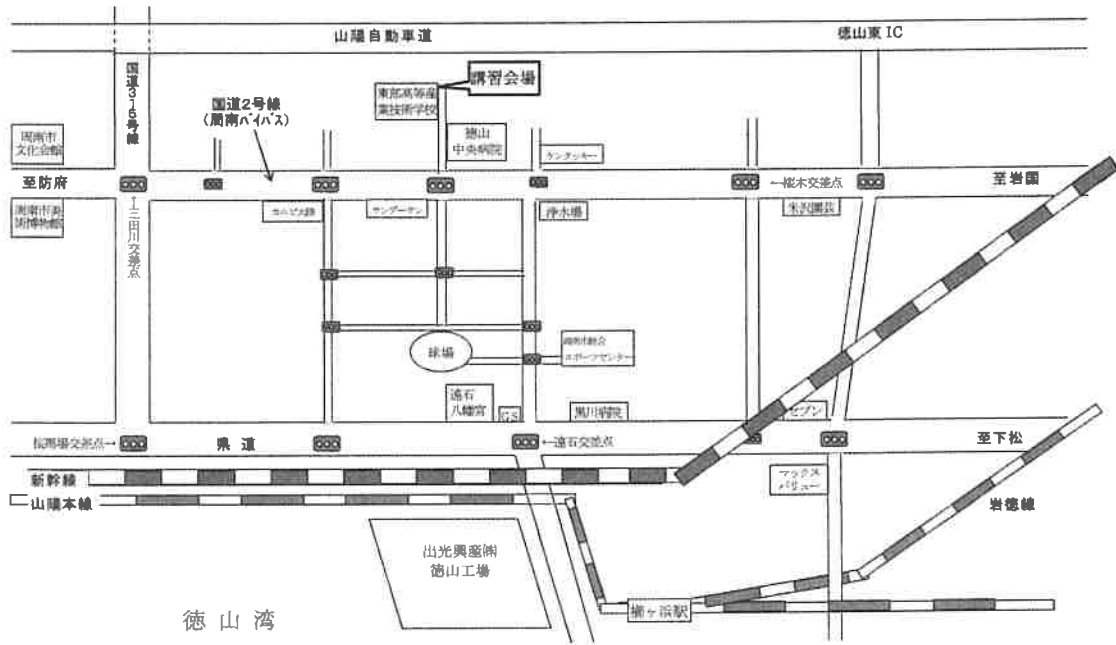 山陽自動車道
徳山東IC
国道315号線
講習会場
東部高等産
業技術学校
国道2号線
(周南バイパス)
徳山
中央病院
周南市
文化会館
ケンタッキー
至防府
←桜木交差点
至岩国
周南市美
術博物館
↑三田川交差点
サンデーサン
浄水場
米沢園芸
球場
周南市総合
スポーツセンター
遠石
八幡宮
GS
黒川病院
セブン
桜馬場交差点→
県道
←遠石交差点
至下松
新幹線
マックス
バリュー
山陽本線
岩徳線
出光興産㈱
徳山工場
櫛ヶ浜駅
徳山湾